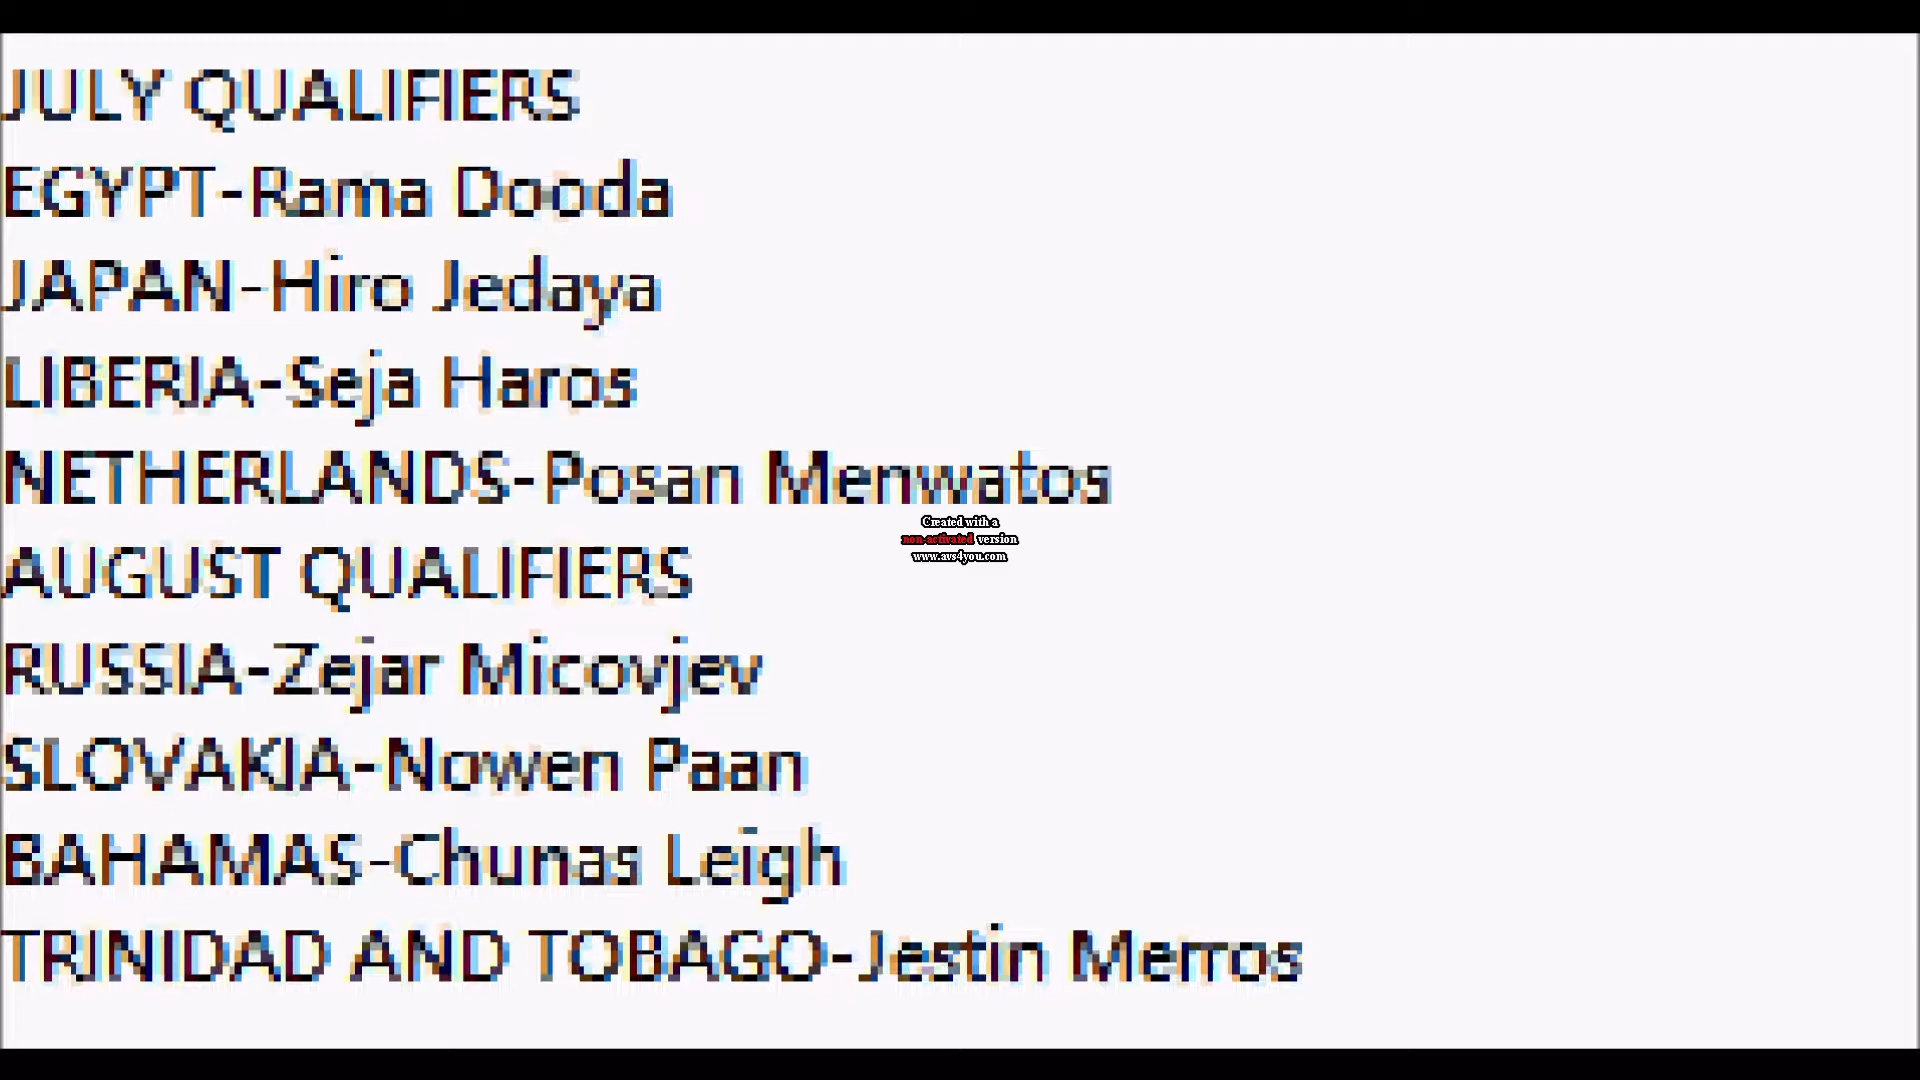 JULY QUALIFIERS
EGYPT-Rama Dooda
JAPAN-Hiro Jedaya
LIBERIA-Seja Haros
NETHERLANDS-Posan Menwatos
Created with a
non-activated version
www.avs4you.com
AUGUST QUALIFIERS
RUSSIA-Zejar Micovjev
SLOVAKIA-Nowen Paan
BAHAMAS-Chunas Leigh
TRINIDAD AND TOBAGO-Jestin Merros